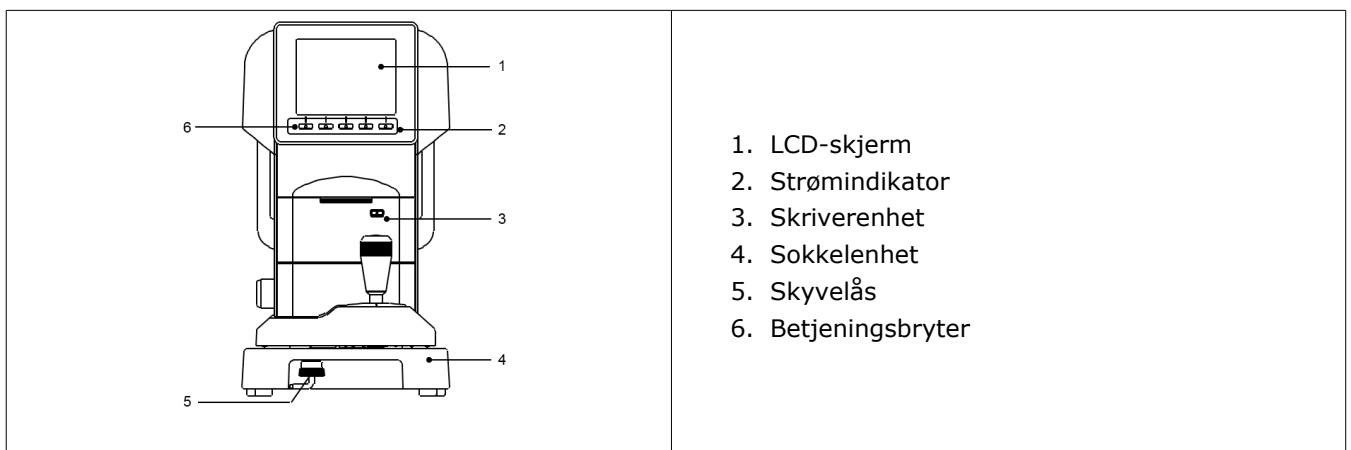 1
6
2
3
4
5
1. LCD-skjerm
2. Strømindikator
3. Skriverenhet
4. Sokkelenhet
5. Skyvelås
6. Betjeningsbryter